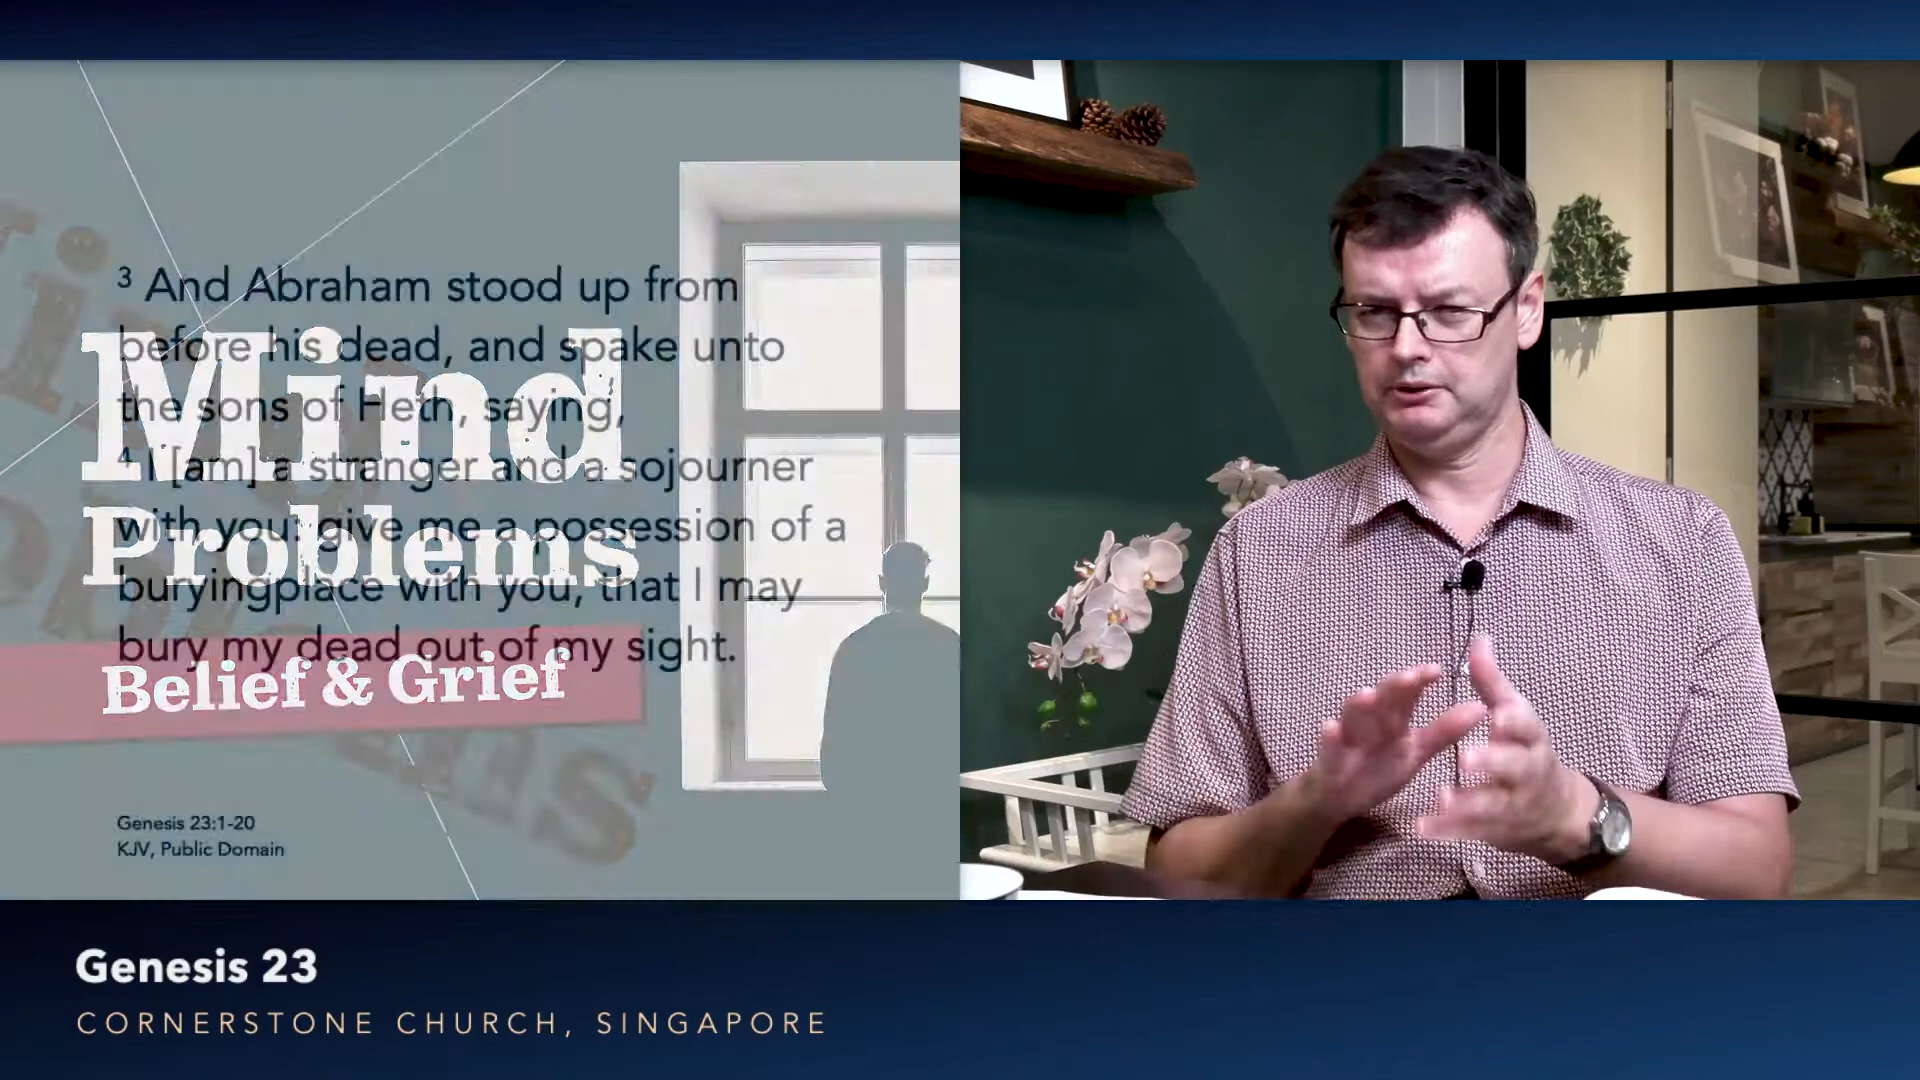 ³ And Abraham stood up from
before his dead, and spake unto
the sons of Heth, saying,
⁴ I [am] a stranger and a sojourner
with you: give me a possession of a
buryingplace with you, that I may
bury my dead out of my sight.
Mind
Problems
Belief & Grief
Genesis 23:1-20
KJV, Public Domain
Genesis 23
CORNERSTONE CHURCH, SINGAPORE